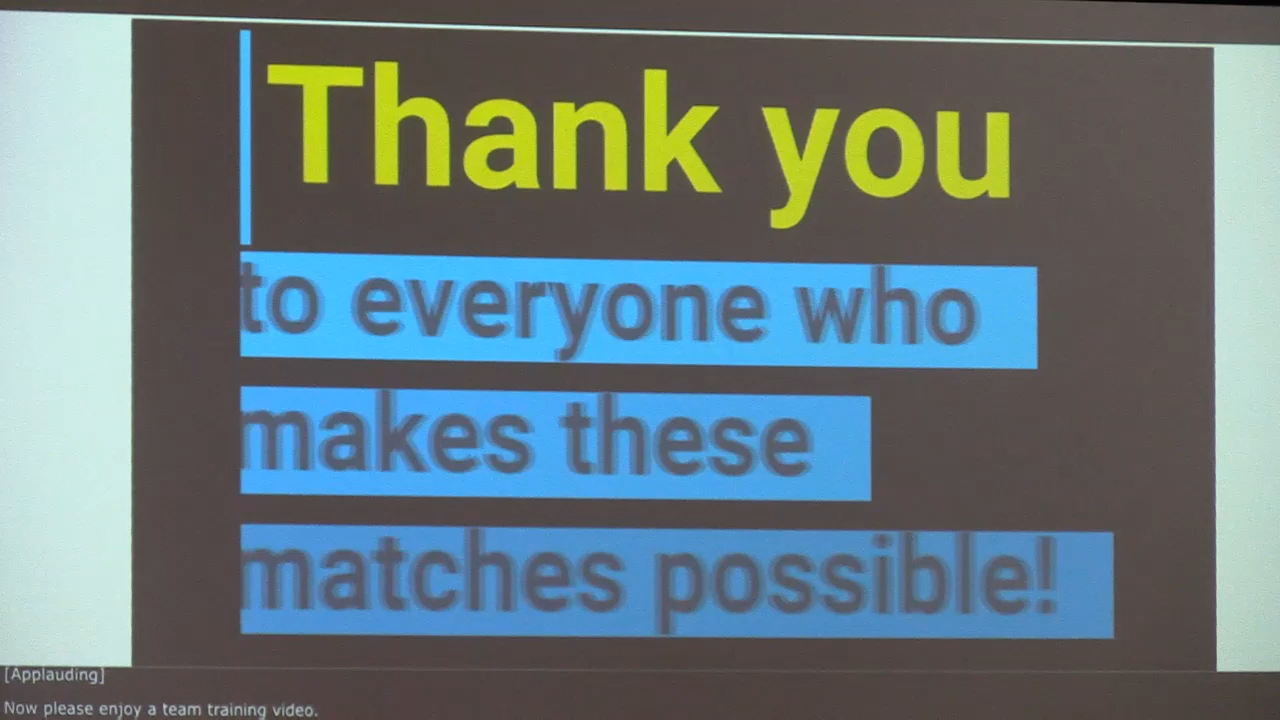 Thank you
to everyone who
makes these
matches possible!
[Applauding]
Now please enjoy a team training video.